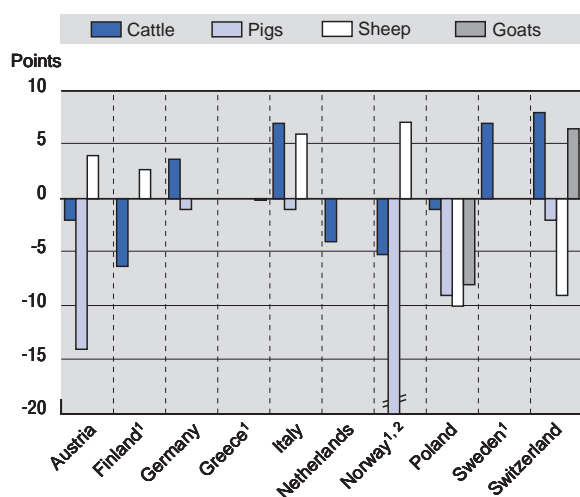 Cattle Pigs Sheep Goats
Points
10
5
0
-5
-10
-15
-20
Austria Finland¹ Germany Greece¹ Italy Netherlands Norway¹,² Poland Sweden¹ Switzerland